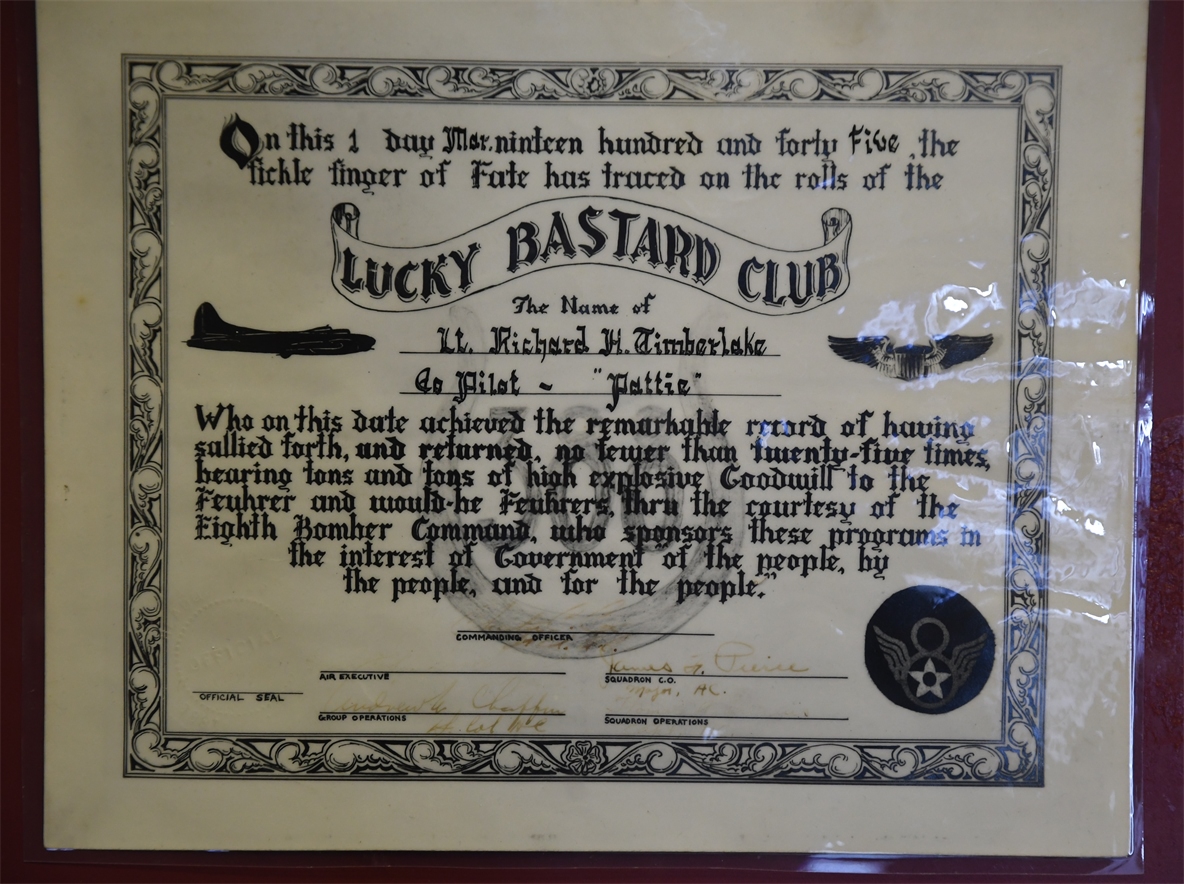 On this 1 day Mar. ninteen hundred and forty Five, the
fickle finger of Fate has traced on the rolls of the
LUCKY BASTARD CLUB
The Name of
Lt. Richard H. Timberlake
Co Pilot ~ "Pattie"
Who on this date achieved the remarkable record of having
sallied forth, and returned, no fewer than twenty-five times,
bearing tons and tons of high explosive Goodwill to the
Feuhrer and would-be Feuhrers, thru the courtesy of the
Eighth Bomber Command, who sponsors these programs in
the interest of Government of the people, by
the people, and for the people."
COMMANDING OFFICER
AIR EXECUTIVE
James F. Pierce
SQUADRON C.O.
Major, AC.
OFFICIAL SEAL
GROUP OPERATIONS
SQUADRON OPERATIONS